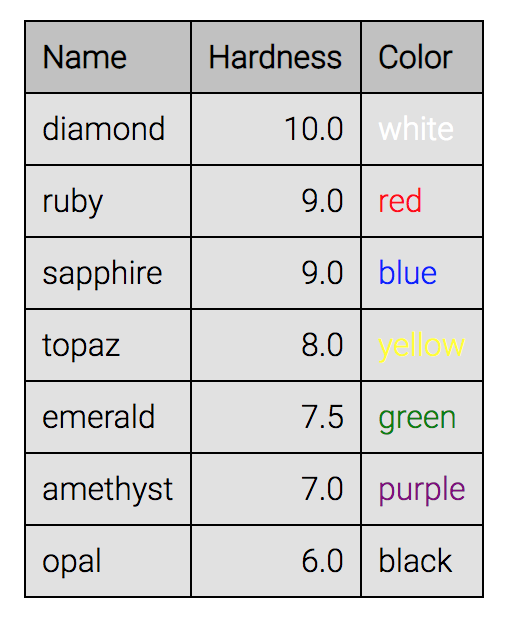 Name Hardness Color
diamond 10.0 white
ruby 9.0 red
sapphire 9.0 blue
topaz 8.0 yellow
emerald 7.5 green
amethyst 7.0 purple
opal 6.0 black